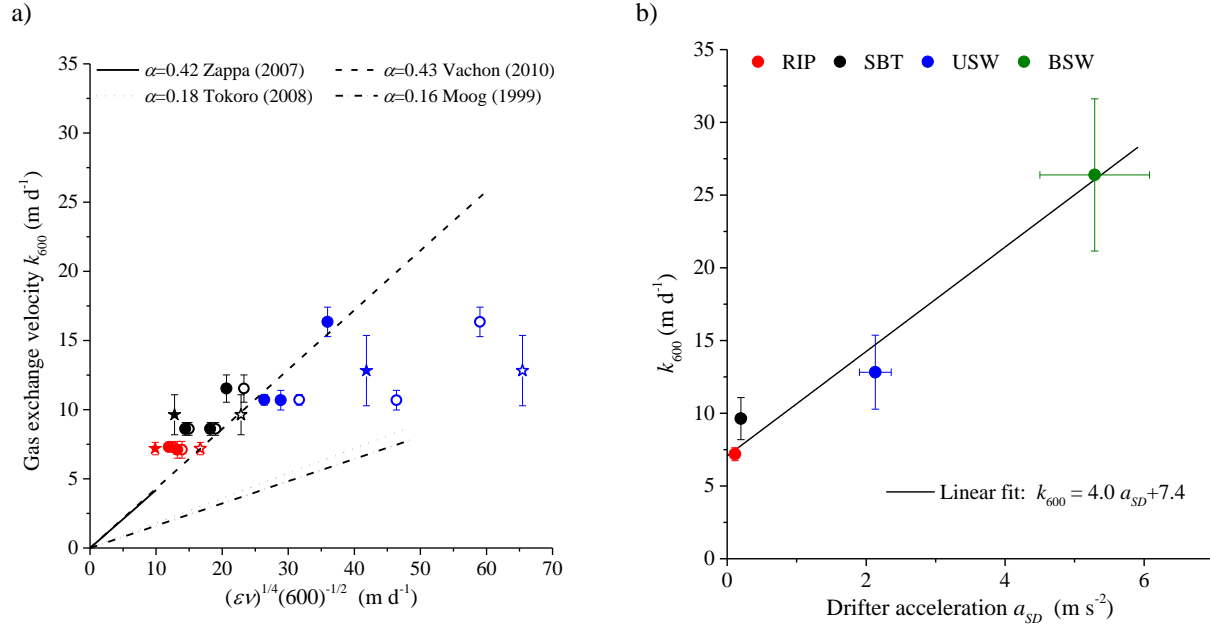 a)
α=0.42 Zappa (2007)
α=0.43 Vachon (2010)
α=0.18 Tokoro (2008)
α=0.16 Moog (1999)
35
30
25
20
15
10
5
0
Gas exchange velocity k600 (m d-1)
0 10 20 30 40 50 60 70
(εν)1/4(600)-1/2 (m d-1)
b)
RIP SBT USW BSW
35
30
25
20
15
10
5
0
k600 (m d-1)
Linear fit: k600 = 4.0 aSD+7.4
0 2 4 6
Drifter acceleration aSD (m s-2)